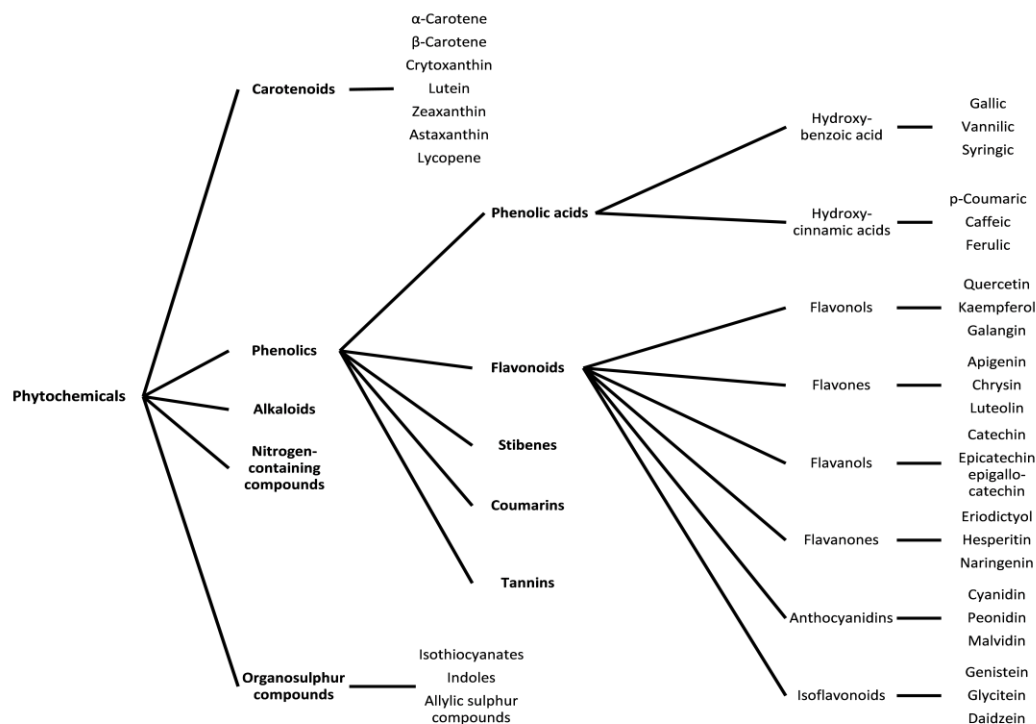 Phytochemicals
Carotenoids
α-Carotene
β-Carotene
Crytoxanthin
Lutein
Zeaxanthin
Astaxanthin
Lycopene
Phenolics
Phenolic acids
Hydroxy-
benzoic acid
Gallic
Vannilic
Syringic
Hydroxy-
cinnamic acids
p-Coumaric
Caffeic
Ferulic
Flavonoids
Flavonols
Quercetin
Kaempferol
Galangin
Flavones
Apigenin
Chrysin
Luteolin
Flavanols
Catechin
Epicatechin
epigallo-
catechin
Flavanones
Eriodictyol
Hesperitin
Naringenin
Anthocyanidins
Cyanidin
Peonidin
Malvidin
Isoflavonoids
Genistein
Glycitein
Daidzein
Stibenes
Coumarins
Tannins
Alkaloids
Nitrogen-
containing
compounds
Organosulphur
compounds
Isothiocyanates
Indoles
Allylic sulphur
compounds